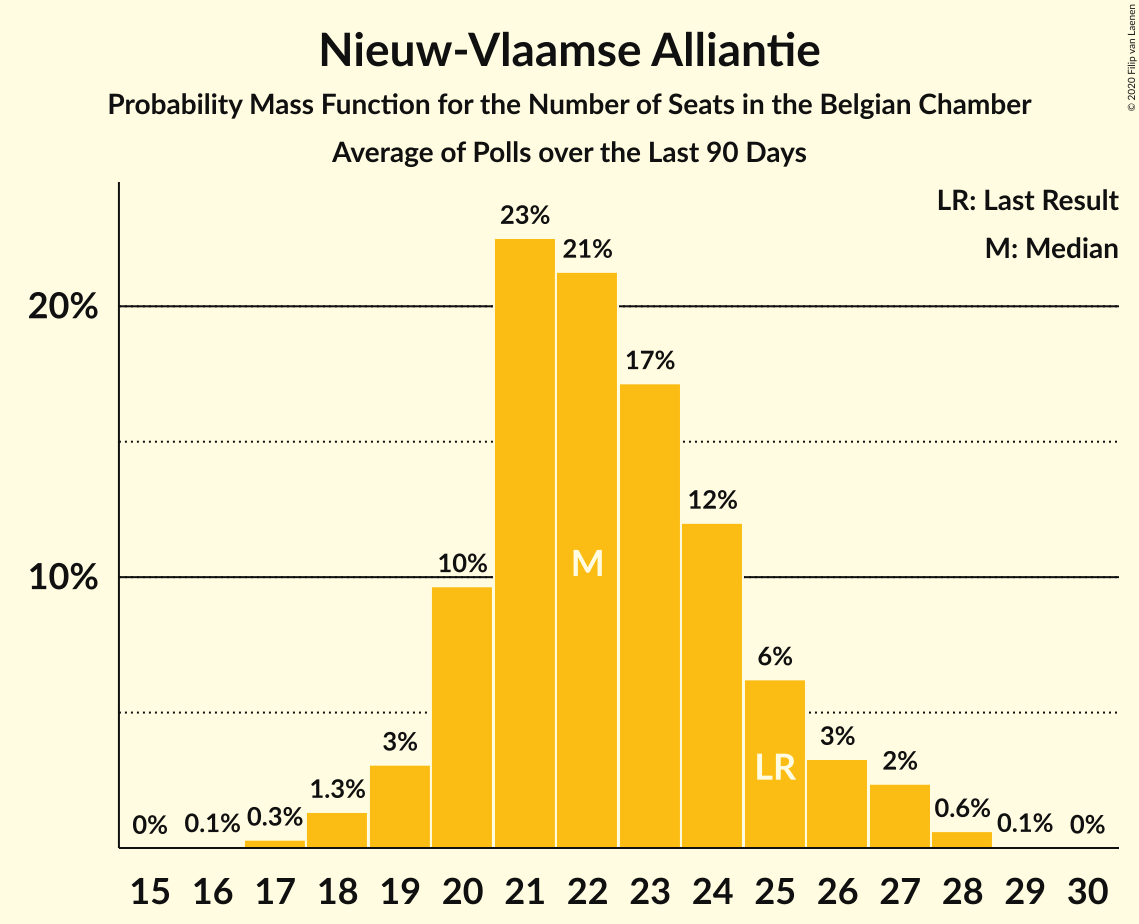 Nieuw-Vlaamse Alliantie
Probability Mass Function for the Number of Seats in the Belgian Chamber
Average of Polls over the Last 90 Days
© 2020 Filip van Laenen
LR: Last Result
M: Median
20%
10%
0%
0.1%
0.3%
1.3%
3%
10%
23%
21%
17%
12%
6%
3%
2%
0.6%
0.1%
0%
M
LR
15 16 17 18 19 20 21 22 23 24 25 26 27 28 29 30